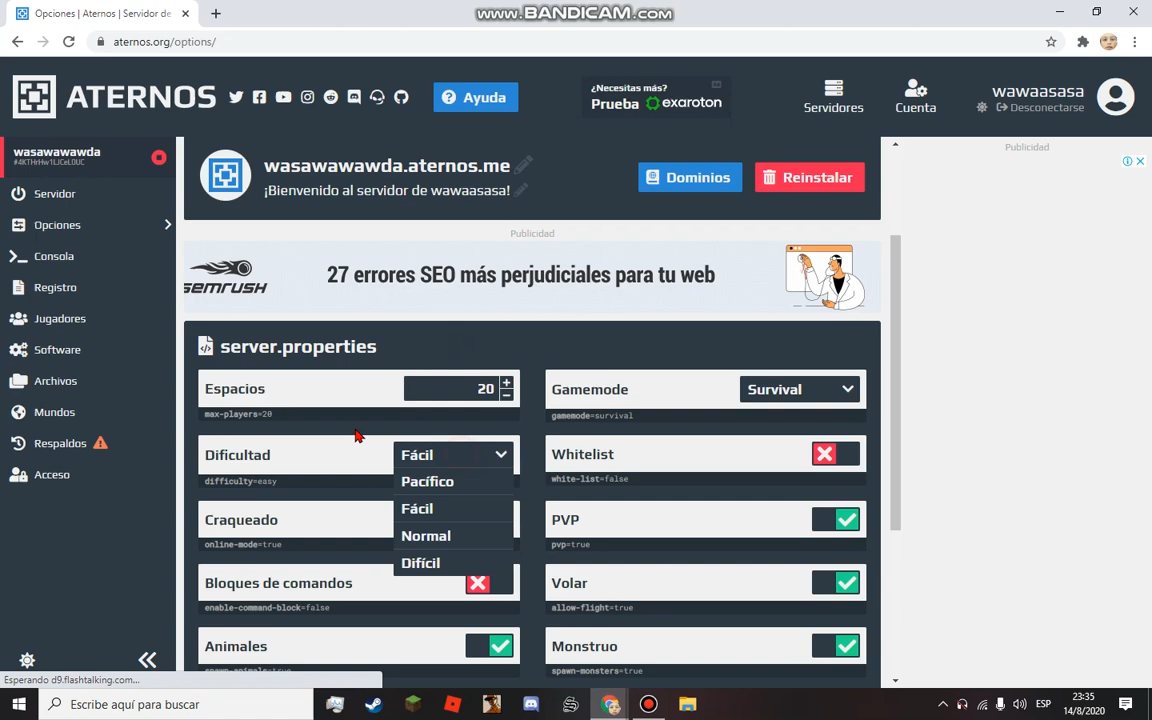 Opciones | Aternos | Servidor de
www.BANDICAM.com
aternos.org/options/
ATERNOS
Ayuda
¿Necesitas más?
Prueba exaroton
Servidores
Cuenta
wawaasasa
Desconectarse
wasawawawda
#4KTHrHw1LJCeL0UC
Servidor
Opciones
Consola
Registro
Jugadores
Software
Archivos
Mundos
Respaldos
Acceso
wasawawawda.aternos.me
¡Bienvenido al servidor de wawaasasa!
Dominios
Reinstalar
Publicidad
Publicidad
SEMRUSH
27 errores SEO más perjudiciales para tu web
server.properties
Espacios
20
max-players=20
Gamemode
Survival
gamemode=survival
Dificultad
Fácil
difficulty=easy
Pacífico
Fácil
Normal
Difícil
Whitelist
white-list=false
Craqueado
online-mode=true
PVP
pvp=true
Bloques de comandos
enable-command-block=false
Volar
allow-flight=true
Animales
spawn-animals=true
Monstruo
spawn-monsters=true
Esperando d9.flashtalking.com...
Escribe aquí para buscar
ESP
23:35
14/8/2020